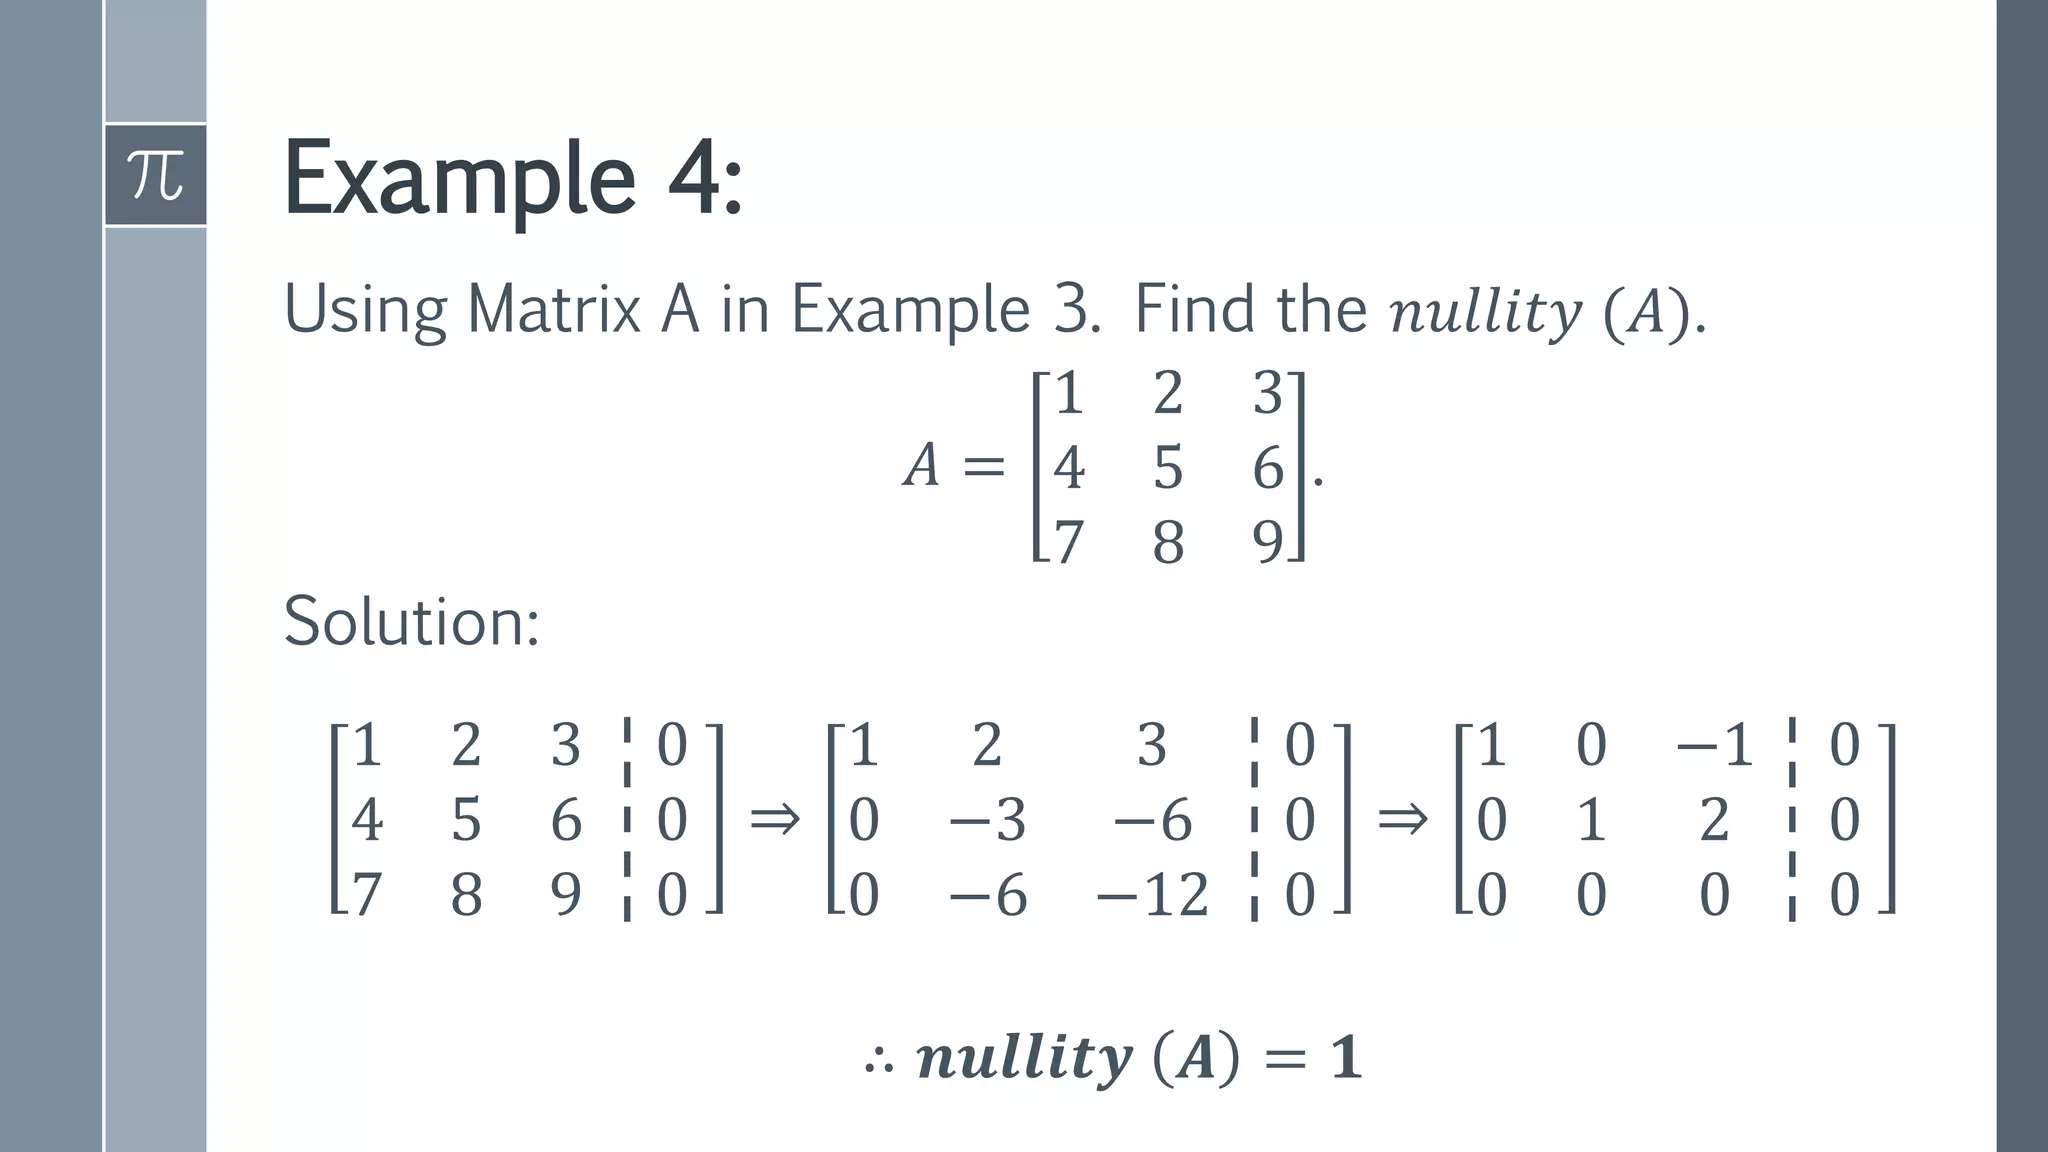 π
Example 4:
Using Matrix A in Example 3. Find the nullity (A).
A = [1 2 3
4 5 6
7 8 9].
Solution:
[1 2 3 ¦ 0] ⇒ [1 2 3 ¦ 0] ⇒ [1 0 −1 ¦ 0]
[4 5 6 ¦ 0] [0 −3 −6 ¦ 0] [0 1 2 ¦ 0]
[7 8 9 ¦ 0] [0 −6 −12 ¦ 0] [0 0 0 ¦ 0]
∴ nullity (A) = 1